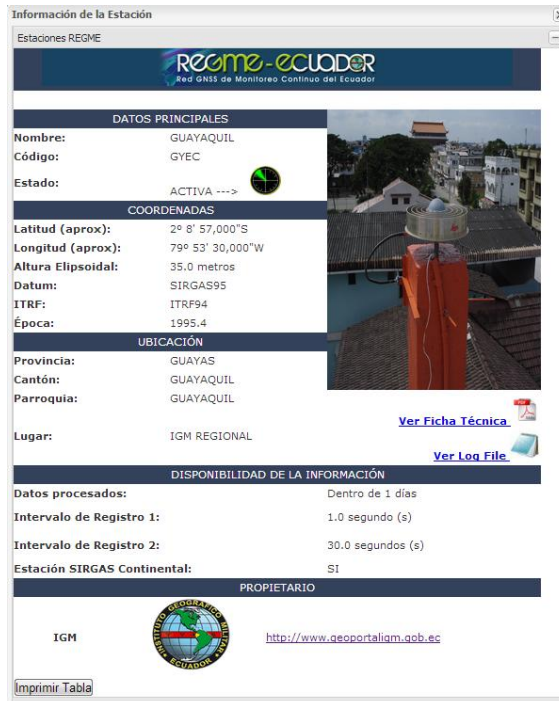 Información de la Estación
Estaciones REGME
REGME-ECUADOR
Red GNSS de Monitoreo Continuo del Ecuador
DATOS PRINCIPALES
Nombre: GUAYAQUIL
Código: GYEC
Estado: ACTIVA --->
COORDENADAS
Latitud (aprox): 2º 8' 57,000"S
Longitud (aprox): 79º 53' 30,000"W
Altura Elipsoidal: 35.0 metros
Datum: SIRGAS95
ITRF: ITRF94
Época: 1995.4
UBICACIÓN
Provincia: GUAYAS
Cantón: GUAYAQUIL
Parroquia: GUAYAQUIL
Ver Ficha Técnica
Lugar: IGM REGIONAL
Ver Log File
DISPONIBILIDAD DE LA INFORMACIÓN
Datos procesados: Dentro de 1 días
Intervalo de Registro 1: 1.0 segundo (s)
Intervalo de Registro 2: 30.0 segundos (s)
Estación SIRGAS Continental: SI
PROPIETARIO
IGM
INSTITUTO GEOGRAFICO MILITAR
ECUADOR
http://www.geoportaligm.gob.ec
Imprimir Tabla